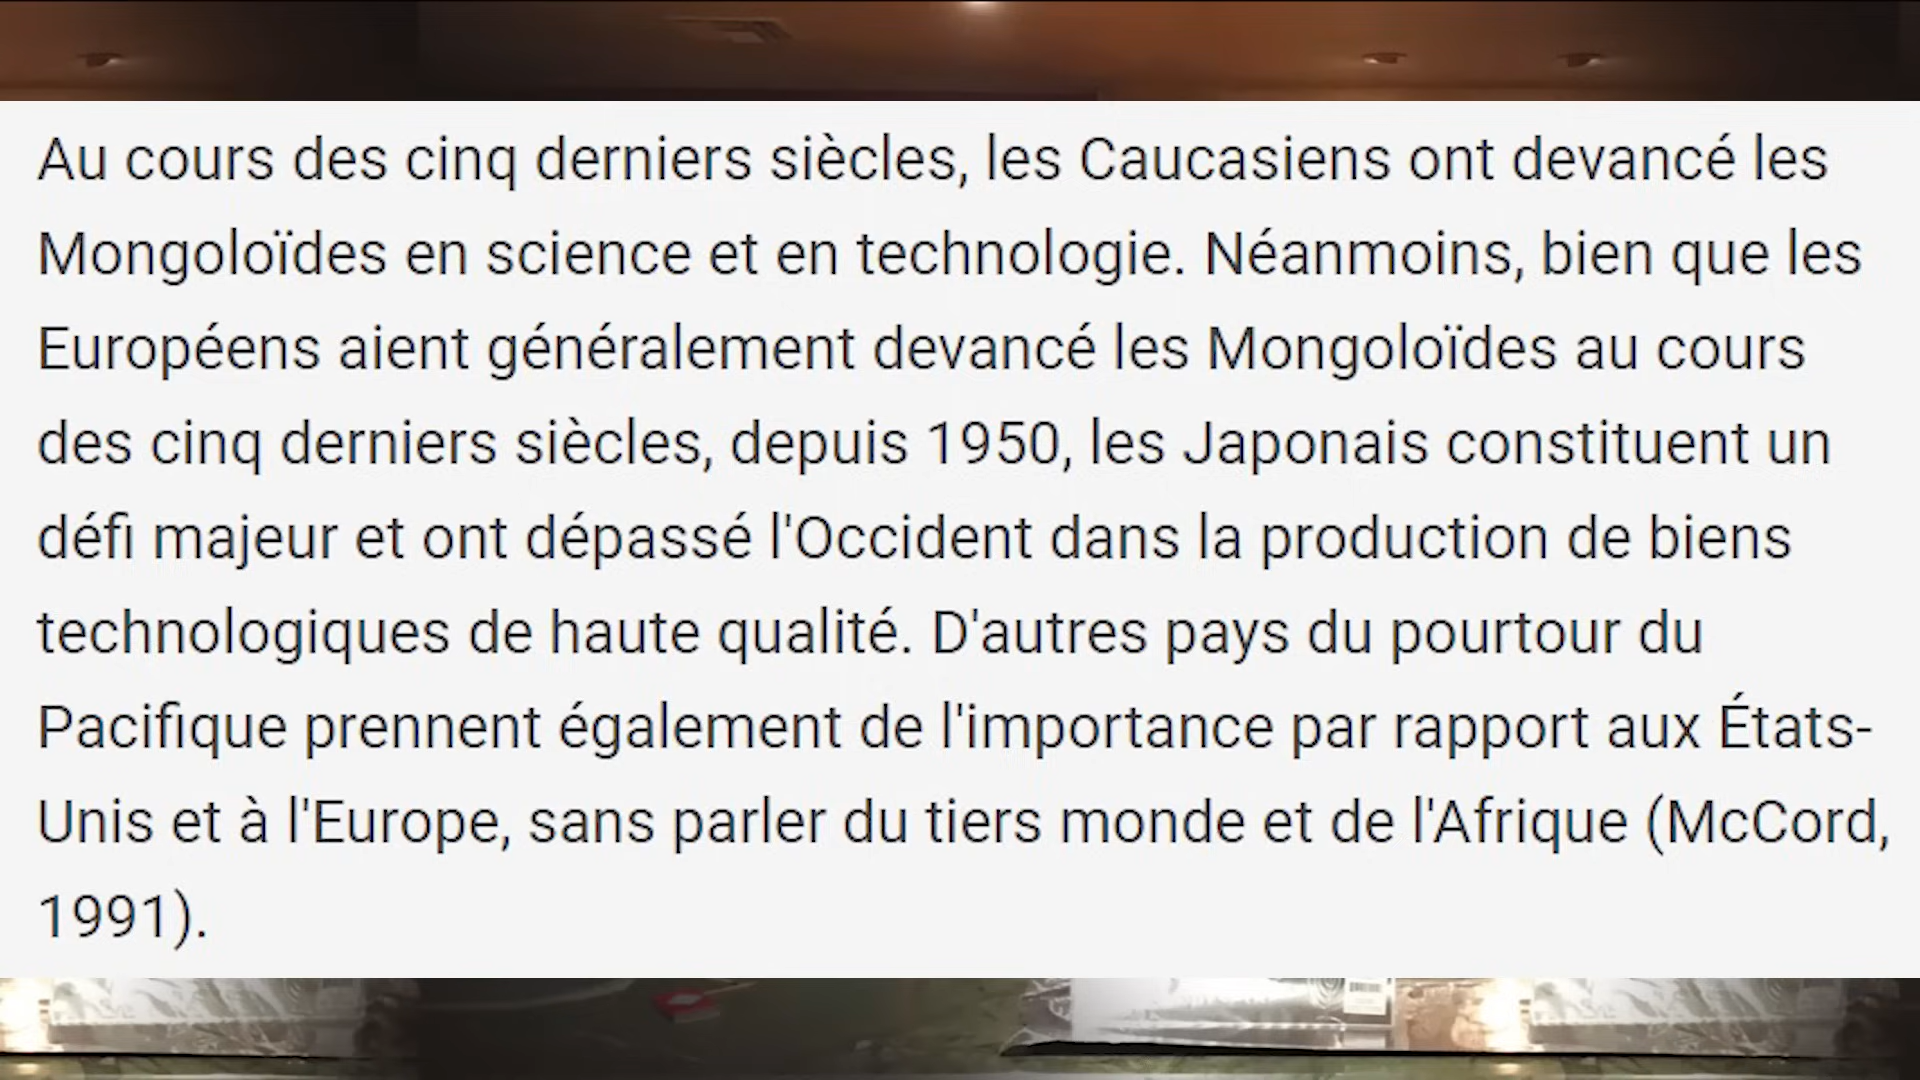 Au cours des cinq derniers siècles, les Caucasiens ont devancé les
Mongoloïdes en science et en technologie. Néanmoins, bien que les
Européens aient généralement devancé les Mongoloïdes au cours
des cinq derniers siècles, depuis 1950, les Japonais constituent un
défi majeur et ont dépassé l'Occident dans la production de biens
technologiques de haute qualité. D'autres pays du pourtour du
Pacifique prennent également de l'importance par rapport aux États-
Unis et à l'Europe, sans parler du tiers monde et de l'Afrique (McCord,
1991).